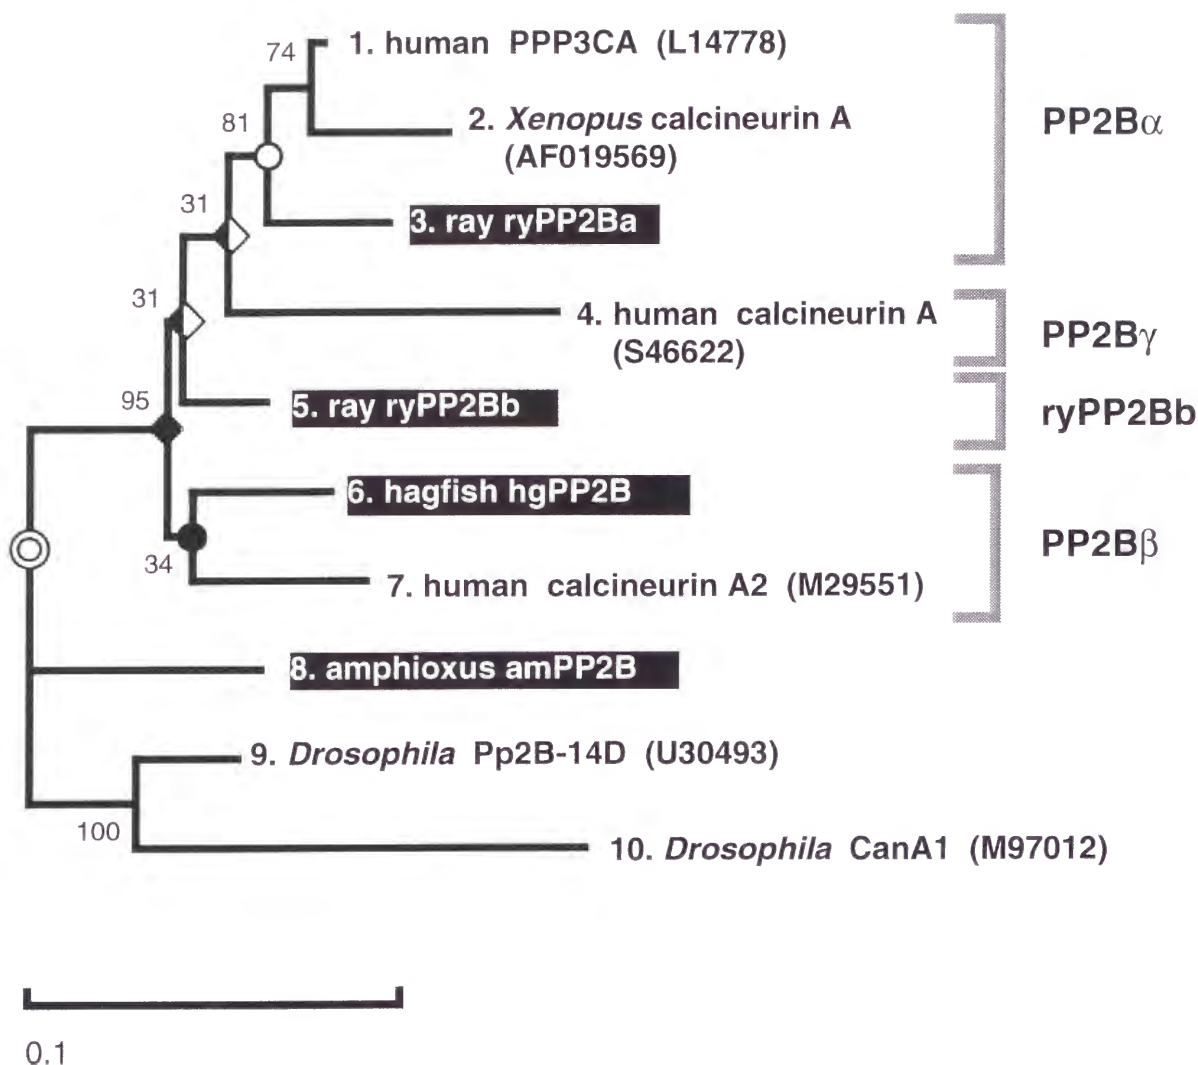 74
1. human PPP3CA (L14778)
81
2. Xenopus calcineurin A
(AF019569)
PP2Bα
31
3. ray ryPP2Ba
31
4. human calcineurin A
(S46622)
PP2Bγ
95
5. ray ryPP2Bb
ryPP2Bb
6. hagfish hgPP2B
34
7. human calcineurin A2 (M29551)
PP2Bβ
8. amphioxus amPP2B
9. Drosophila Pp2B-14D (U30493)
100
10. Drosophila CanA1 (M97012)
0.1